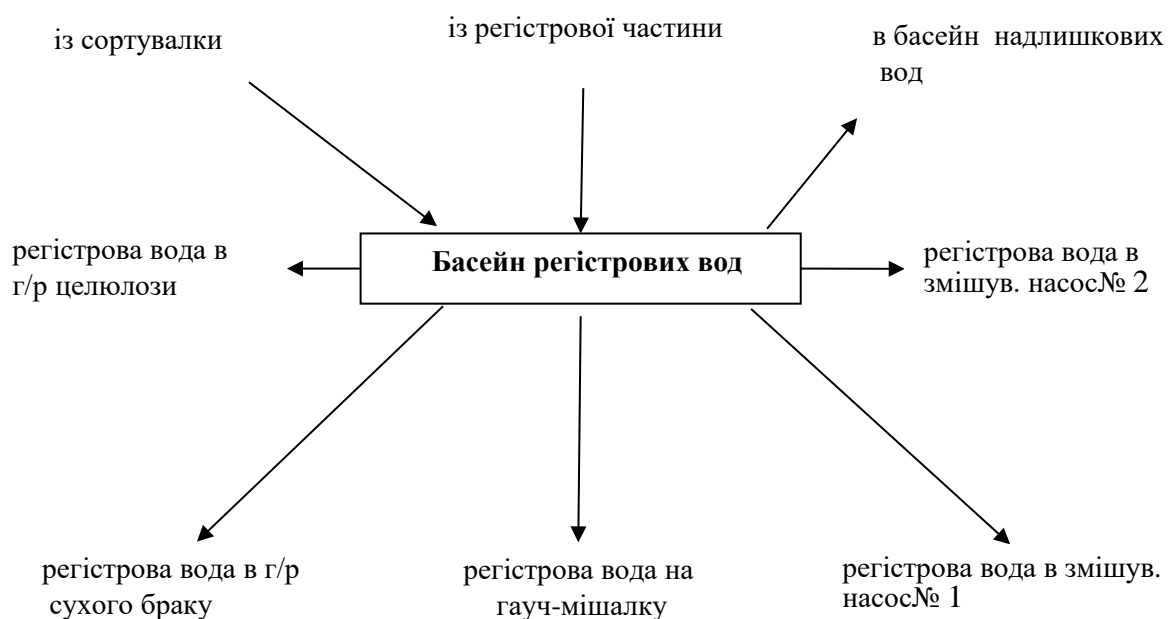 із сортувалки
із регістрової частини
в басейн надлишкових
вод
регістрова вода в
г/р целюлози
Басейн регістрових вод
регістрова вода в
змішув. насос№ 2
регістрова вода в г/р
сухого браку
регістрова вода на
гауч-мішалку
регістрова вода в змішув.
насос№ 1